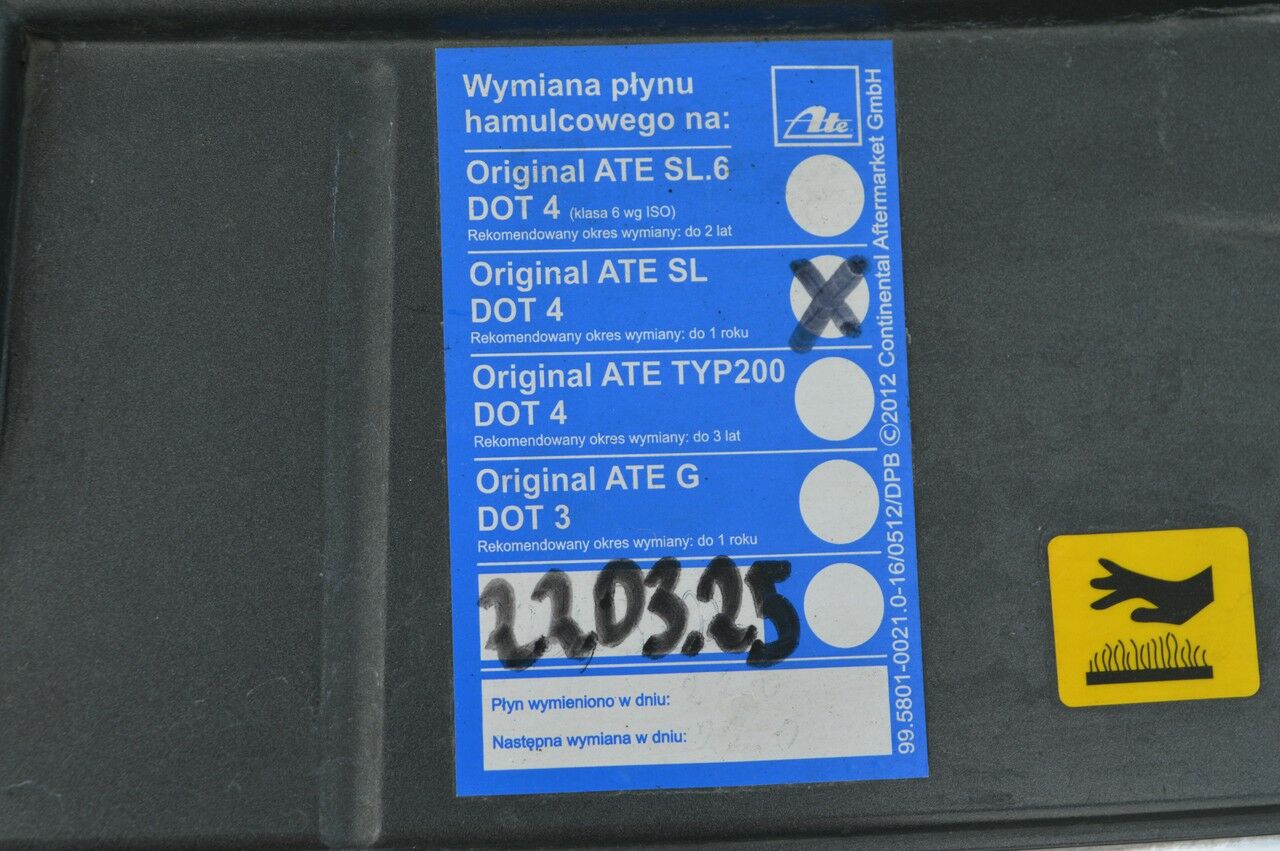 Wymiana płynu
hamulcowego na:
Ate
Original ATE SL.6
DOT 4 (klasa 6 wg ISO)
Rekomendowany okres wymiany: do 2 lat
Original ATE SL
DOT 4
Rekomendowany okres wymiany: do 1 roku
X
Original ATE TYP200
DOT 4
Rekomendowany okres wymiany: do 3 lat
Original ATE G
DOT 3
Rekomendowany okres wymiany: do 1 roku
22.03.25
Płyn wymieniono w dniu:
Następna wymiana w dniu:
99.5801-0021.0-16/0512/DPB ©2012 Continental Aftermarket GmbH